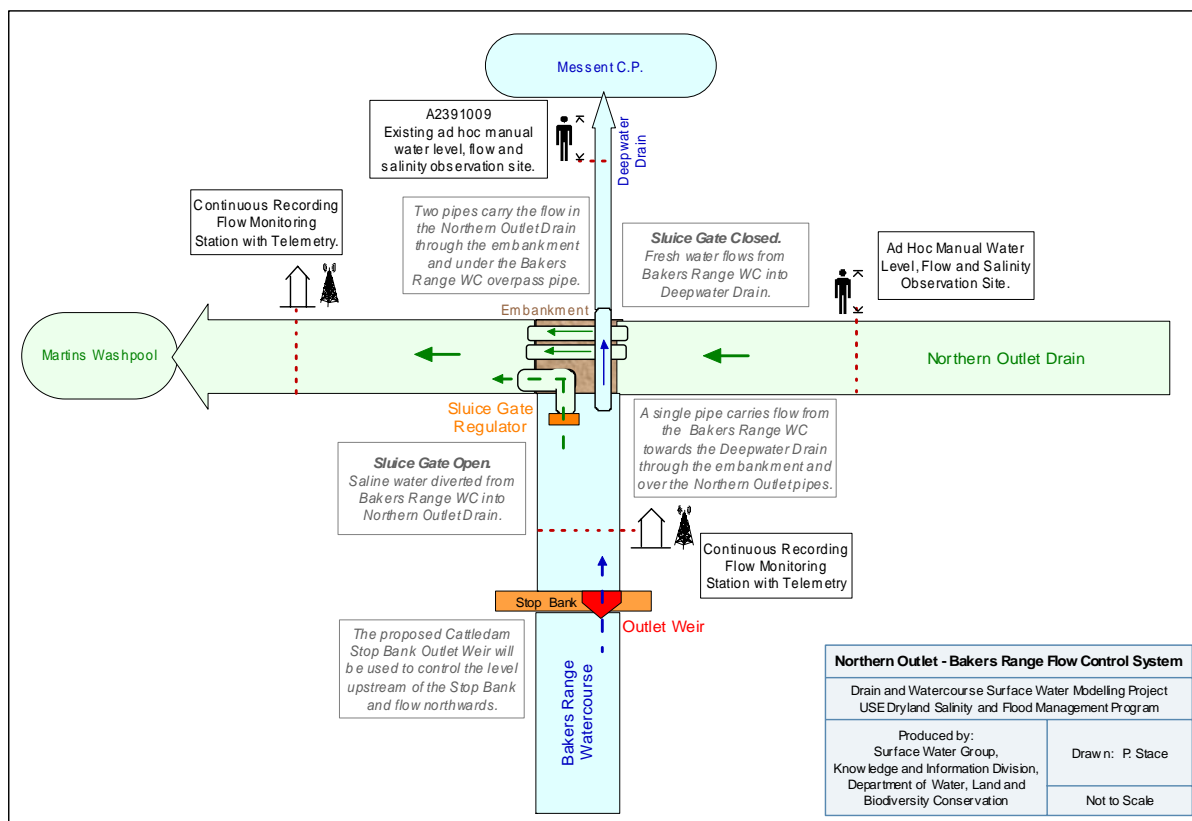 Messent C.P.
A2391009
Existing ad hoc manual
water level, flow and
salinity observation site.
Deepwater
Drain
Continuous Recording
Flow Monitoring
Station with Telemetry.
Two pipes carry the flow in
the Northern Outlet Drain
through the embankment
and under the Bakers
Range WC overpass pipe.
Sluice Gate Closed.
Fresh water flows from
Bakers Range WC into
Deepwater Drain.
Ad Hoc Manual Water
Level, Flow and Salinity
Observation Site.
Embankment
Martins Washpool
Northern Outlet Drain
Sluice Gate
Regulator
A single pipe carries flow from
the Bakers Range WC
towards the Deepwater Drain
through the embankment and
over the Northern Outlet pipes.
Sluice Gate Open.
Saline water diverted from
Bakers Range WC into
Northern Outlet Drain.
Continuous Recording
Flow Monitoring
Station with Telemetry
Stop Bank
Outlet Weir
The proposed Cattledam
Stop Bank Outlet Weir will
be used to control the level
upstream of the Stop Bank
and flow northwards.
Bakers Range
Watercourse
Northern Outlet - Bakers Range Flow Control System
Drain and Watercourse Surface Water Modelling Project
USE Dryland Salinity and Flood Management Program
Produced by:
Surface Water Group,
Knowledge and Information Division,
Department of Water, Land and
Biodiversity Conservation
Drawn: P. Stace
Not to Scale